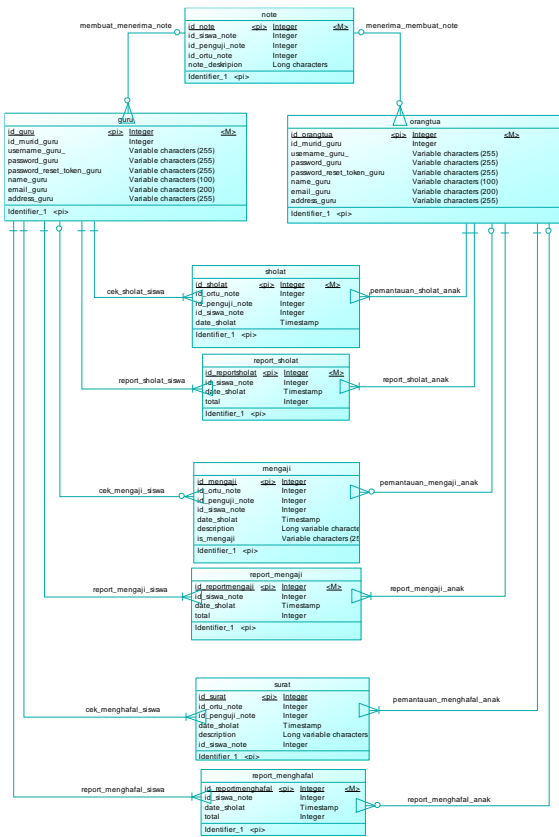 note
membuat_menerima_note
menerima_membuat_note
id_note <pi> Integer <M>
id_siswa_note Integer
id_penguji_note Integer
id_ortu_note Integer
note_deskripion Long characters
Identifier_1 <pi>
guru
id_guru <pi> Integer <M>
id_murid_guru Integer
username_guru_ Variable characters (255)
password_guru Variable characters (255)
password_reset_token_guru Variable characters (255)
name_guru Variable characters (100)
email_guru Variable characters (200)
address_guru Variable characters (255)
Identifier_1 <pi>
orangtua
id_orangtua <pi> Integer <M>
id_murid_guru Integer
username_guru_ Variable characters (255)
password_guru Variable characters (255)
password_reset_token_guru Variable characters (255)
name_guru Variable characters (100)
email_guru Variable characters (200)
address_guru Variable characters (255)
Identifier_1 <pi>
sholat
cek_sholat_siswa
pemantauan_sholat_anak
id_sholat <pi> Integer <M>
id_ortu_note Integer
id_penguji_note Integer
id_siswa_note Integer
date_sholat Timestamp
Identifier_1 <pi>
report_sholat
report_sholat_siswa
report_sholat_anak
id_reportsholat <pi> Integer <M>
id_siswa_note Integer
date_sholat Timestamp
total Integer
Identifier_1 <pi>
mengaji
cek_mengaji_siswa
pemantauan_mengaji_anak
id_mengaji <pi> Integer
id_ortu_note Integer
id_penguji_note Integer
id_siswa_note Integer
date_sholat Timestamp
description Long variable characte
is_mengaji Variable characters (25
Identifier_1 <pi>
report_mengaji
report_mengaji_siswa
report_mengaji_anak
id_reportmengaji <pi> Integer <M>
id_siswa_note Integer
date_sholat Timestamp
total Integer
Identifier_1 <pi>
surat
cek_menghafal_siswa
pemantauan_menghafal_anak
id_surat <pi> Integer
id_ortu_note Integer
id_penguji_note Integer
date_sholat Timestamp
description Long variable characters
id_siswa_note Integer
Identifier_1 <pi>
report_menghafal
report_menghafal_siswa
report_menghafal_anak
id_reportmenghafal <pi> Integer <M>
id_siswa_note Integer
date_sholat Timestamp
total Integer
Identifier_1 <pi>